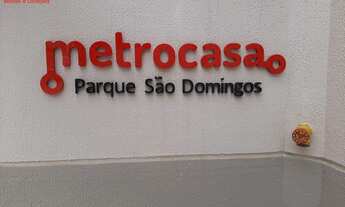 metrocasa
Parque São Domingos